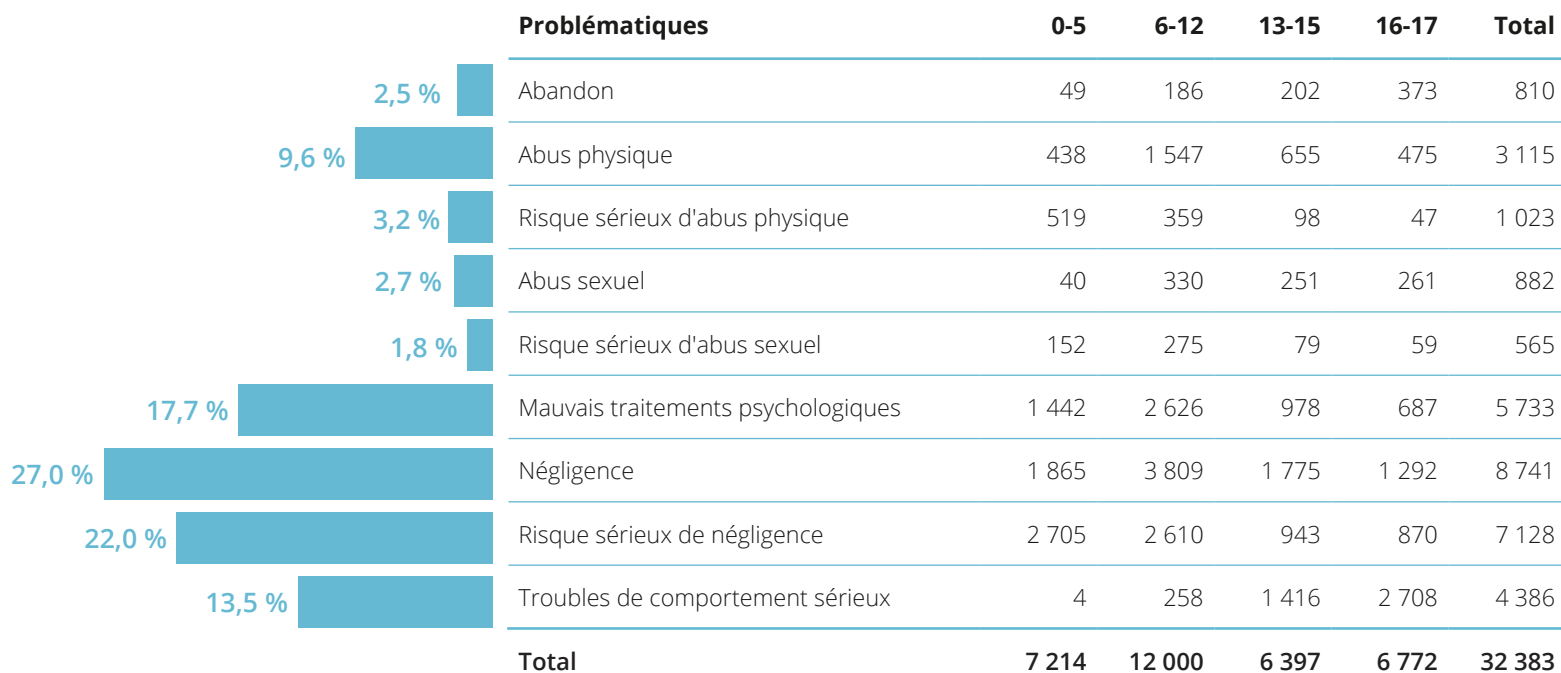 Problématiques 0-5 6-12 13-15 16-17 Total
2,5 % Abandon 49 186 202 373 810
9,6 % Abus physique 438 1 547 655 475 3 115
3,2 % Risque sérieux d'abus physique 519 359 98 47 1 023
2,7 % Abus sexuel 40 330 251 261 882
1,8 % Risque sérieux d'abus sexuel 152 275 79 59 565
17,7 % Mauvais traitements psychologiques 1 442 2 626 978 687 5 733
27,0 % Négligence 1 865 3 809 1 775 1 292 8 741
22,0 % Risque sérieux de négligence 2 705 2 610 943 870 7 128
13,5 % Troubles de comportement sérieux 4 258 1 416 2 708 4 386
Total 7 214 12 000 6 397 6 772 32 383